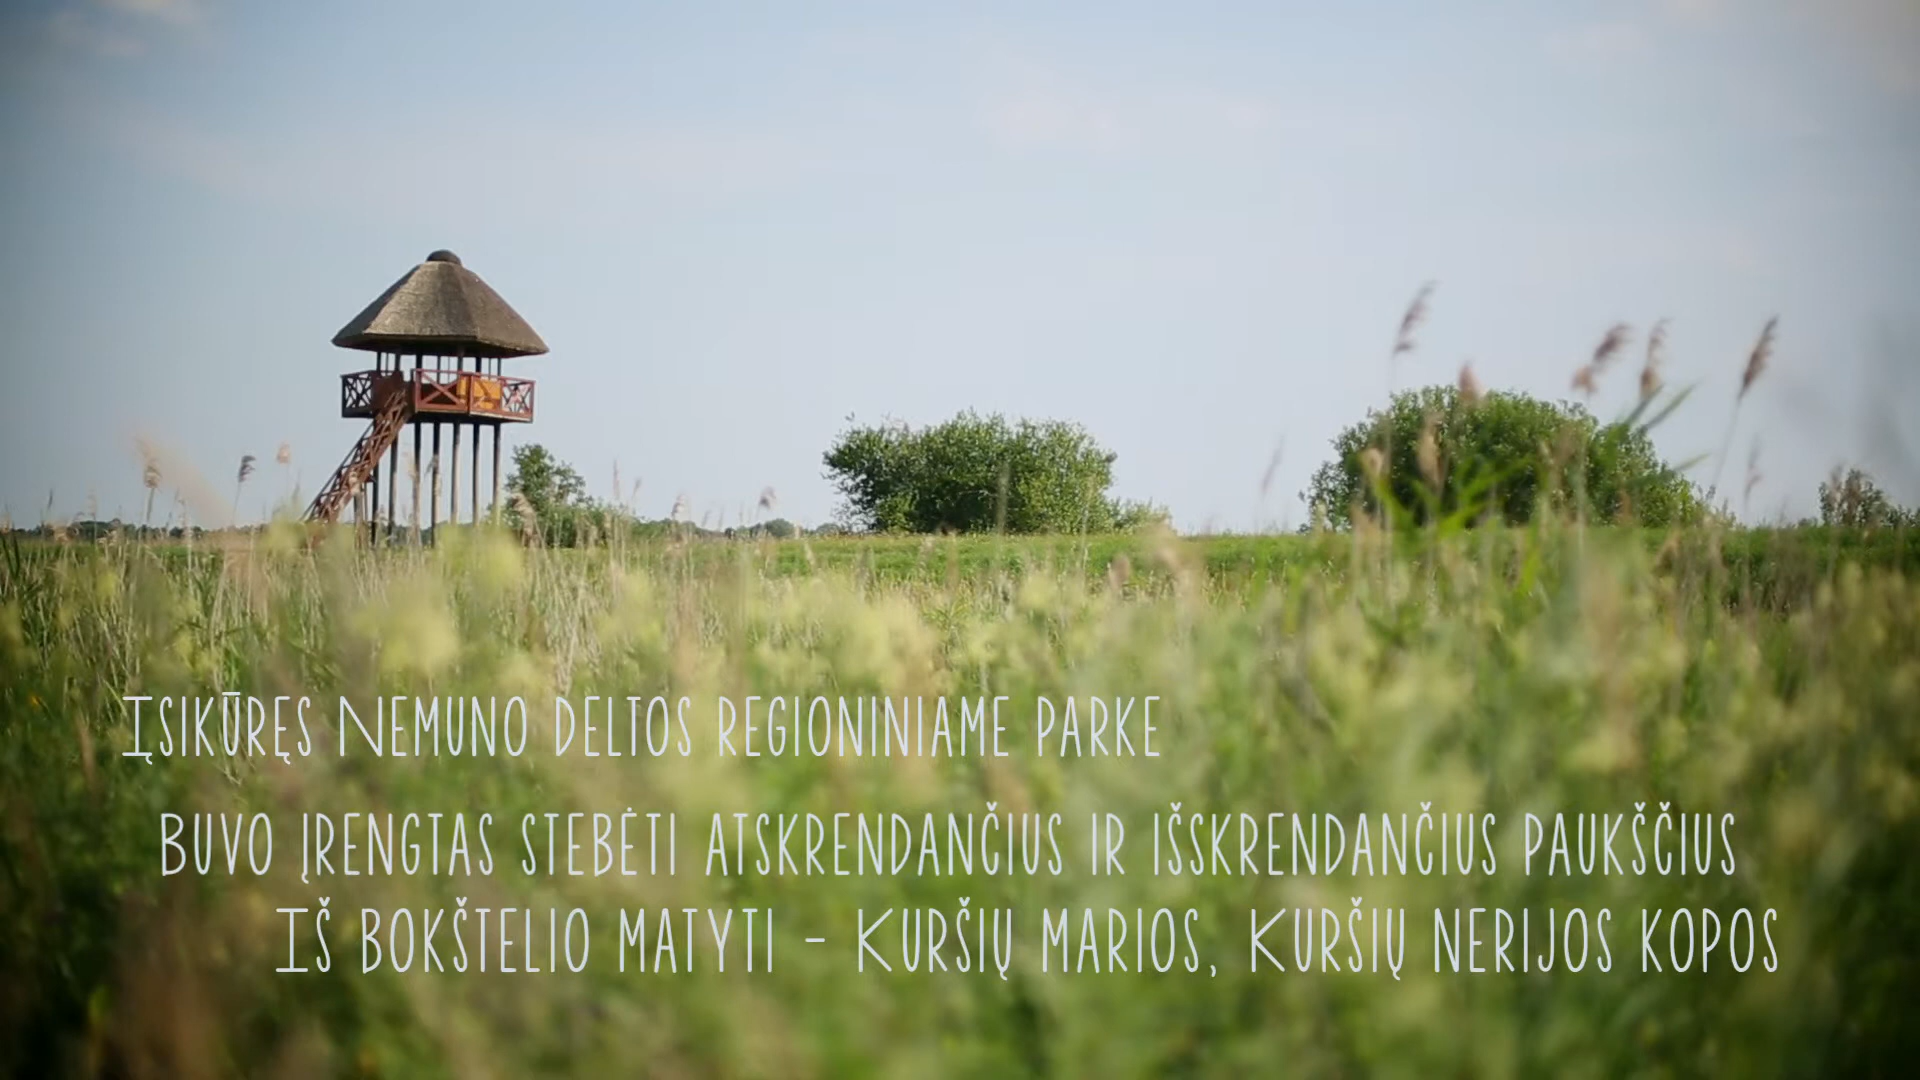 Įsikūręs Nemuno deltos regioniniame parke
Buvo įrengtas stebėti atskrendančius ir išskrendančius paukščius
Iš bokštelio matyti - Kuršių marios, Kuršių nerijos kopos